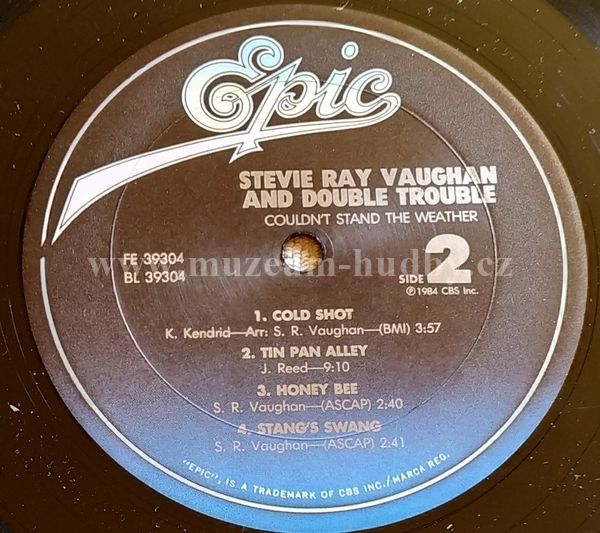 Epic
STEVIE RAY VAUGHAN
AND DOUBLE TROUBLE
COULDN'T STAND THE WEATHER
FE 39304
BL 39304
SIDE 2
℗1984 CBS Inc.
www.muzeum-hudby.cz
1. COLD SHOT
K. Kendrid—Arr: S. R. Vaughan—(BMI) 3:57
2. TIN PAN ALLEY
J. Reed—9:10
3. HONEY BEE
S. R. Vaughan—(ASCAP) 2:40
4. STANG'S SWANG
S. R. Vaughan—(ASCAP) 2:41
"EPIC", IS A TRADEMARK OF CBS INC./MARCA REG.